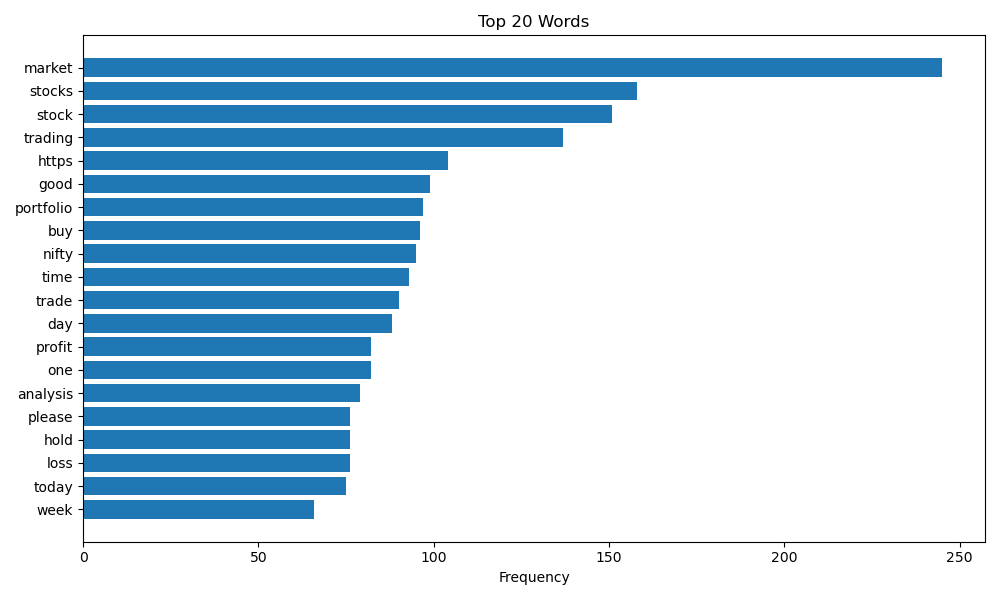 Top 20 Words
market
stocks
stock
trading
https
good
portfolio
buy
nifty
time
trade
day
profit
one
analysis
please
hold
loss
today
week
0 50 100 150 200 250
Frequency